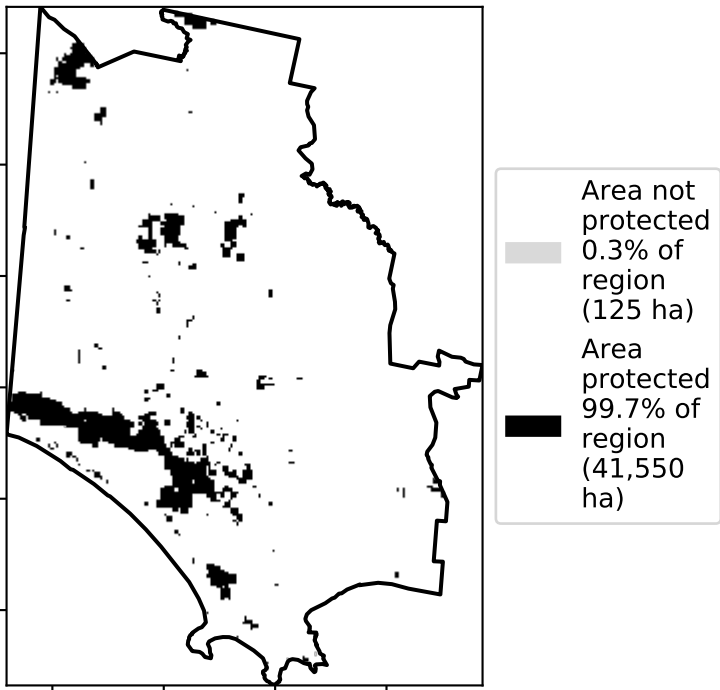 Area not
protected
0.3% of
region
(125 ha)
Area
protected
99.7% of
region
(41,550
ha)